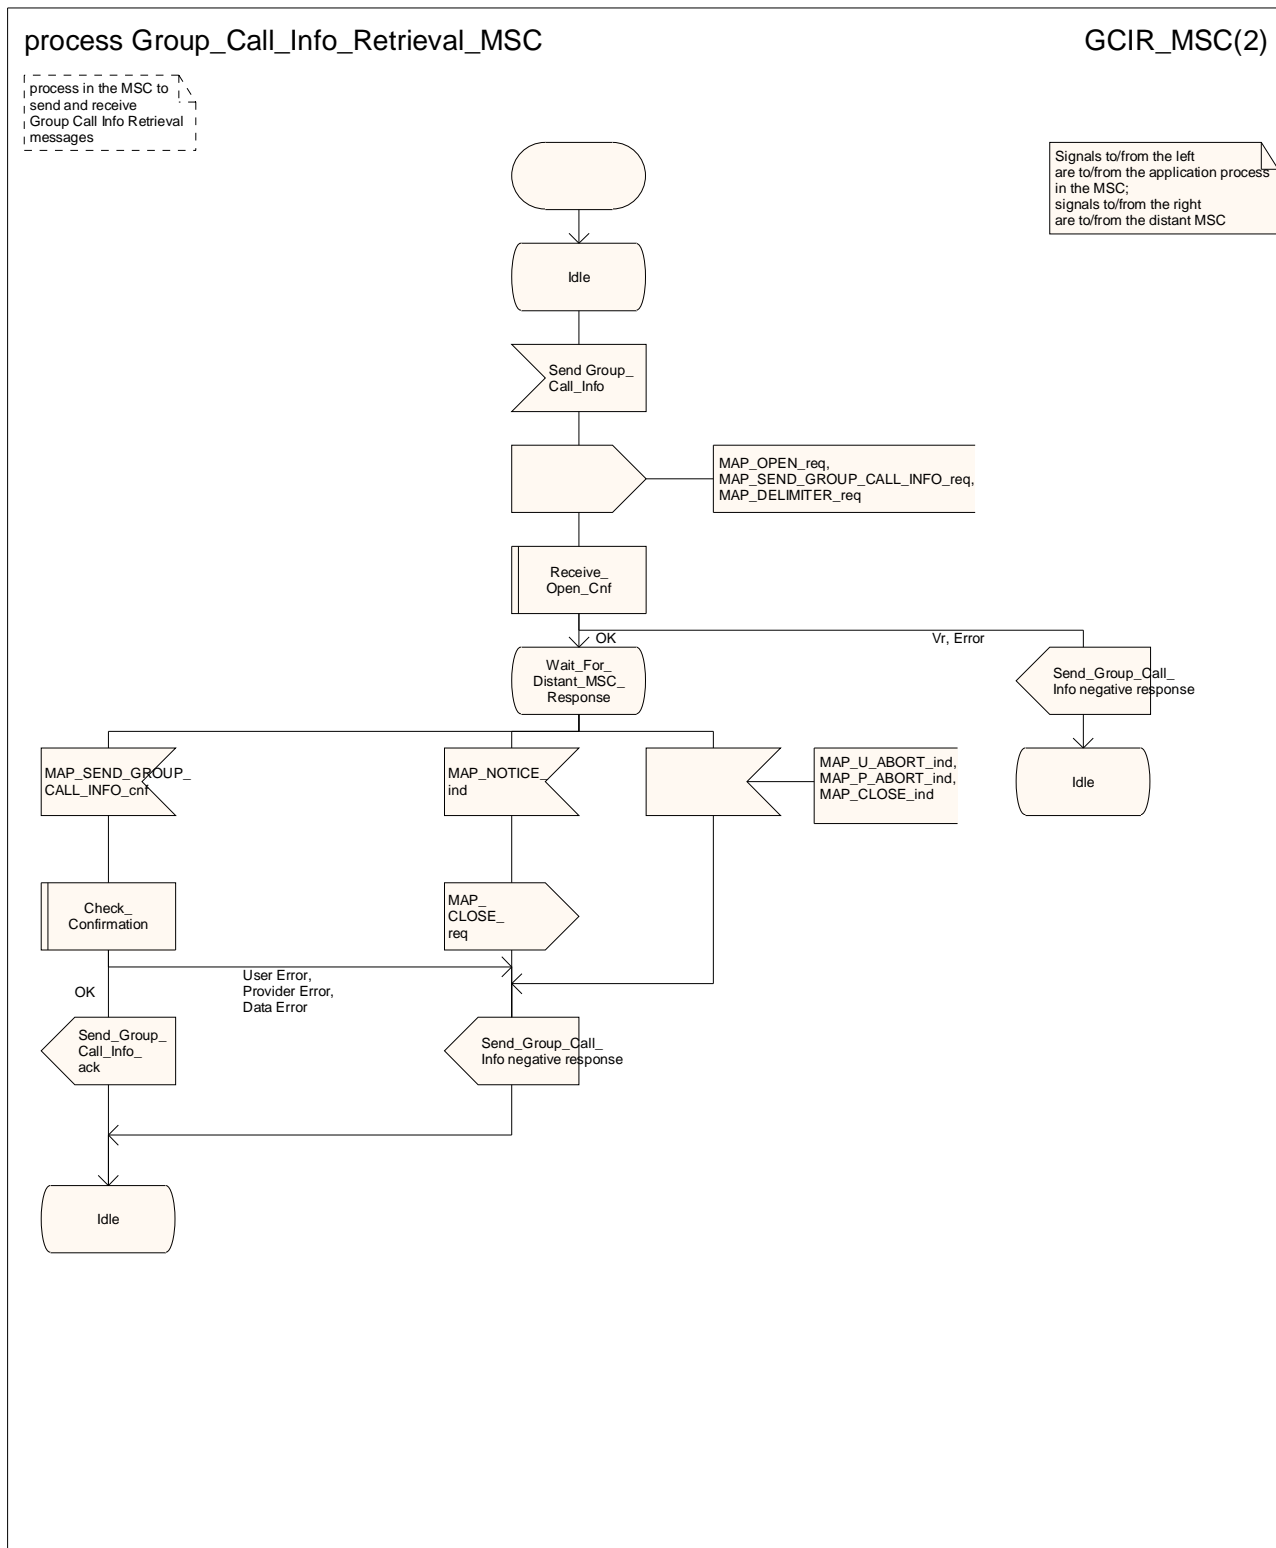 process Group_Call_Info_Retrieval_MSC
GCIR_MSC(2)
process in the MSC to
send and receive
Group Call Info Retrieval
messages
Signals to/from the left
are to/from the application process
in the MSC;
signals to/from the right
are to/from the distant MSC
Idle
Send Group_
Call_Info
MAP_OPEN_req,
MAP_SEND_GROUP_CALL_INFO_req,
MAP_DELIMITER_req
Receive_
Open_Cnf
OK
Vr, Error
Wait_For_
Distant_MSC_
Response
Send_Group_Call_
Info negative response
MAP_SEND_GROUP_
CALL_INFO_cnf
MAP_NOTICE_
ind
MAP_U_ABORT_ind,
MAP_P_ABORT_ind,
MAP_CLOSE_ind
Idle
Check_
Confirmation
MAP_
CLOSE_
req
User Error,
Provider Error,
Data Error
OK
Send_Group_
Call_Info_
ack
Send_Group_Call_
Info negative response
Idle